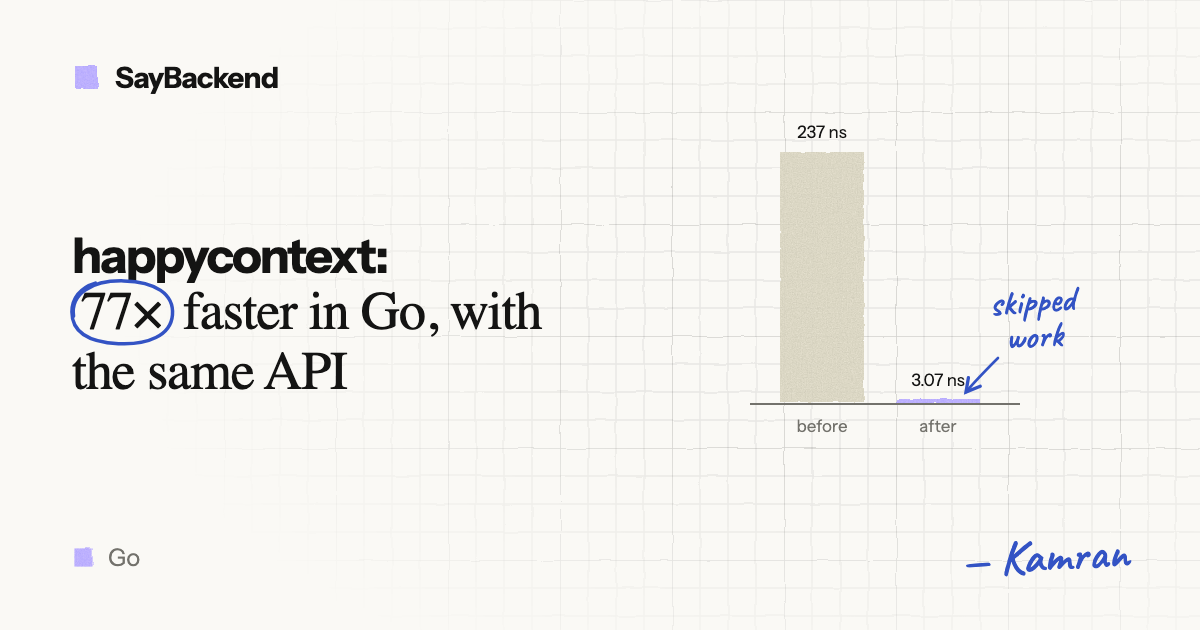 SayBackend
happycontext:
77× faster in Go, with
the same API
237 ns
skipped
work
3.07 ns
before after
Go
– Kamran